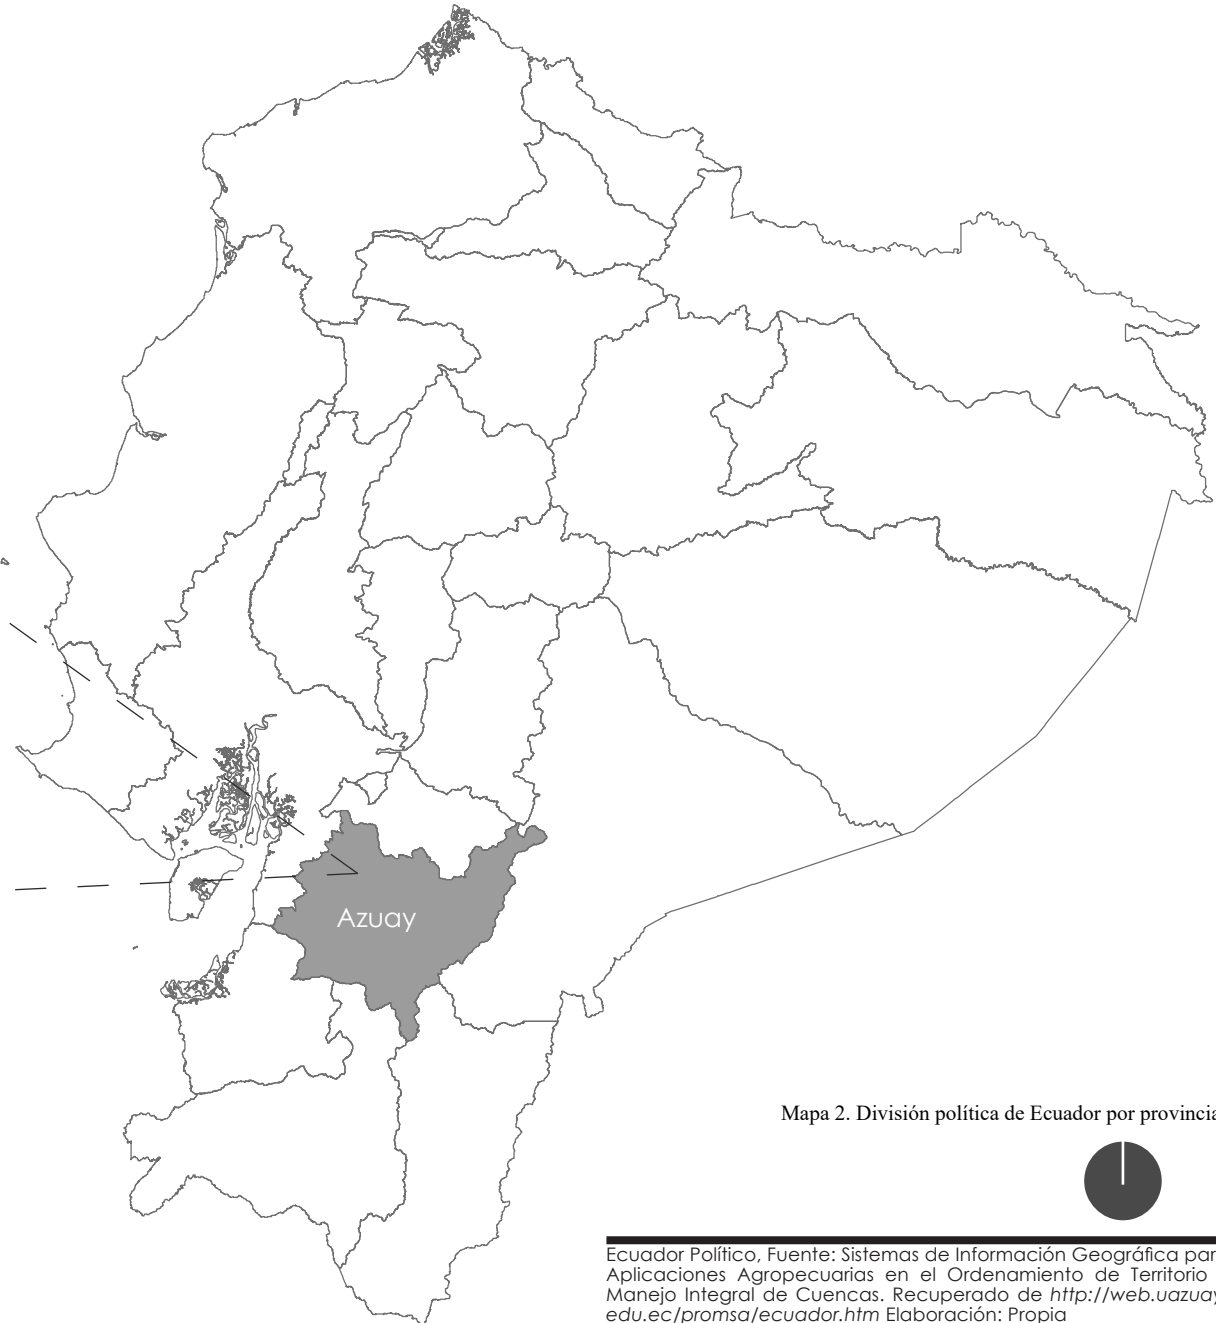 Azuay
Mapa 2. División política de Ecuador por provincia
Ecuador Político, Fuente: Sistemas de Información Geográfica par
Aplicaciones Agropecuarias en el Ordenamiento de Territorio
Manejo Integral de Cuencas. Recuperado de http://web.uazuay
edu.ec/promsa/ecuador.htm Elaboración: Propia